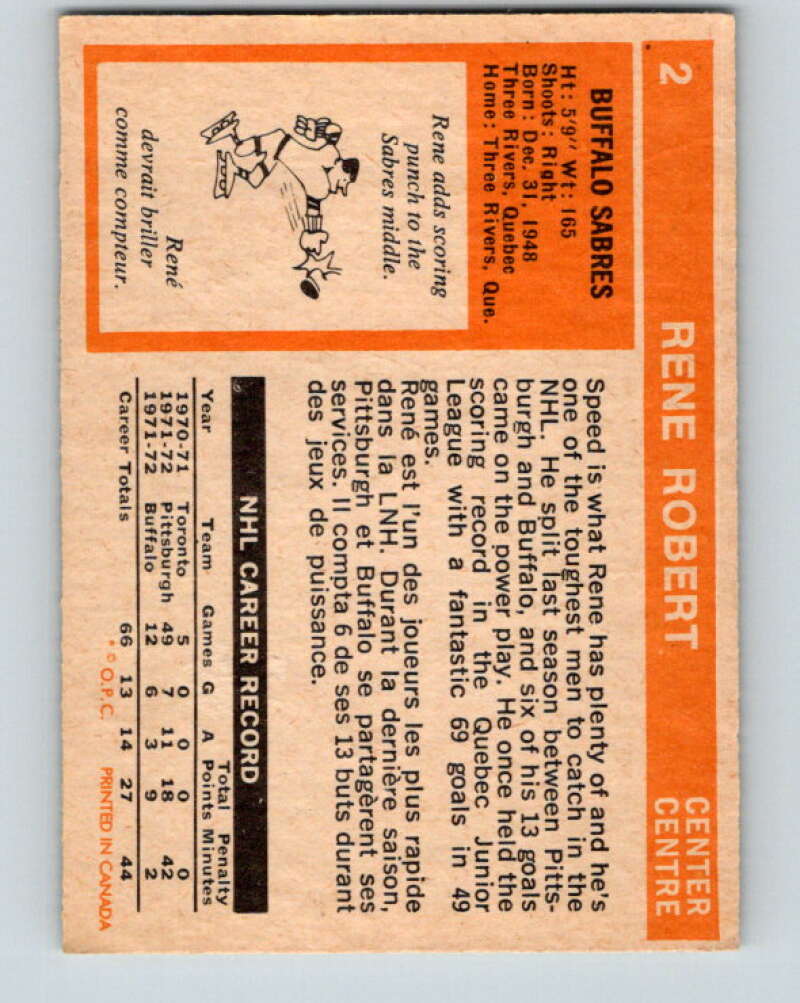 2
RENE ROBERT
CENTER
CENTRE
BUFFALO SABRES
Ht: 5'9" Wt: 165
Shoots: Right
Born: Dec. 31, 1948
Three Rivers, Quebec
Home: Three Rivers, Que.
Rene adds scoring
punch to the
Sabres middle.
René
devrait briller
comme compteur.
Speed is what Rene has plenty of and he's
one of the toughest men to catch in the
NHL. He split last season between Pitts-
burgh and Buffalo, and six of his 13 goals
came on the power play. He once held the
scoring record in the Quebec Junior
League with a fantastic 69 goals in 49
games.
René est l'un des joueurs les plus rapide
dans la LNH. Durant la dernière saison,
Pittsburgh et Buffalo se partagèrent ses
services. Il compta 6 de ses 13 buts durant
des jeux de puissance.
NHL CAREER RECORD
Total Penalty
Year Team Games G A Points Minutes
1970-71 Toronto 5 0 0 0 0
1971-72 Pittsburgh 49 7 11 18 42
1971-72 Buffalo 12 6 3 9 2
Career Totals 66 13 14 27 44
* © O.P.C. PRINTED IN CANADA